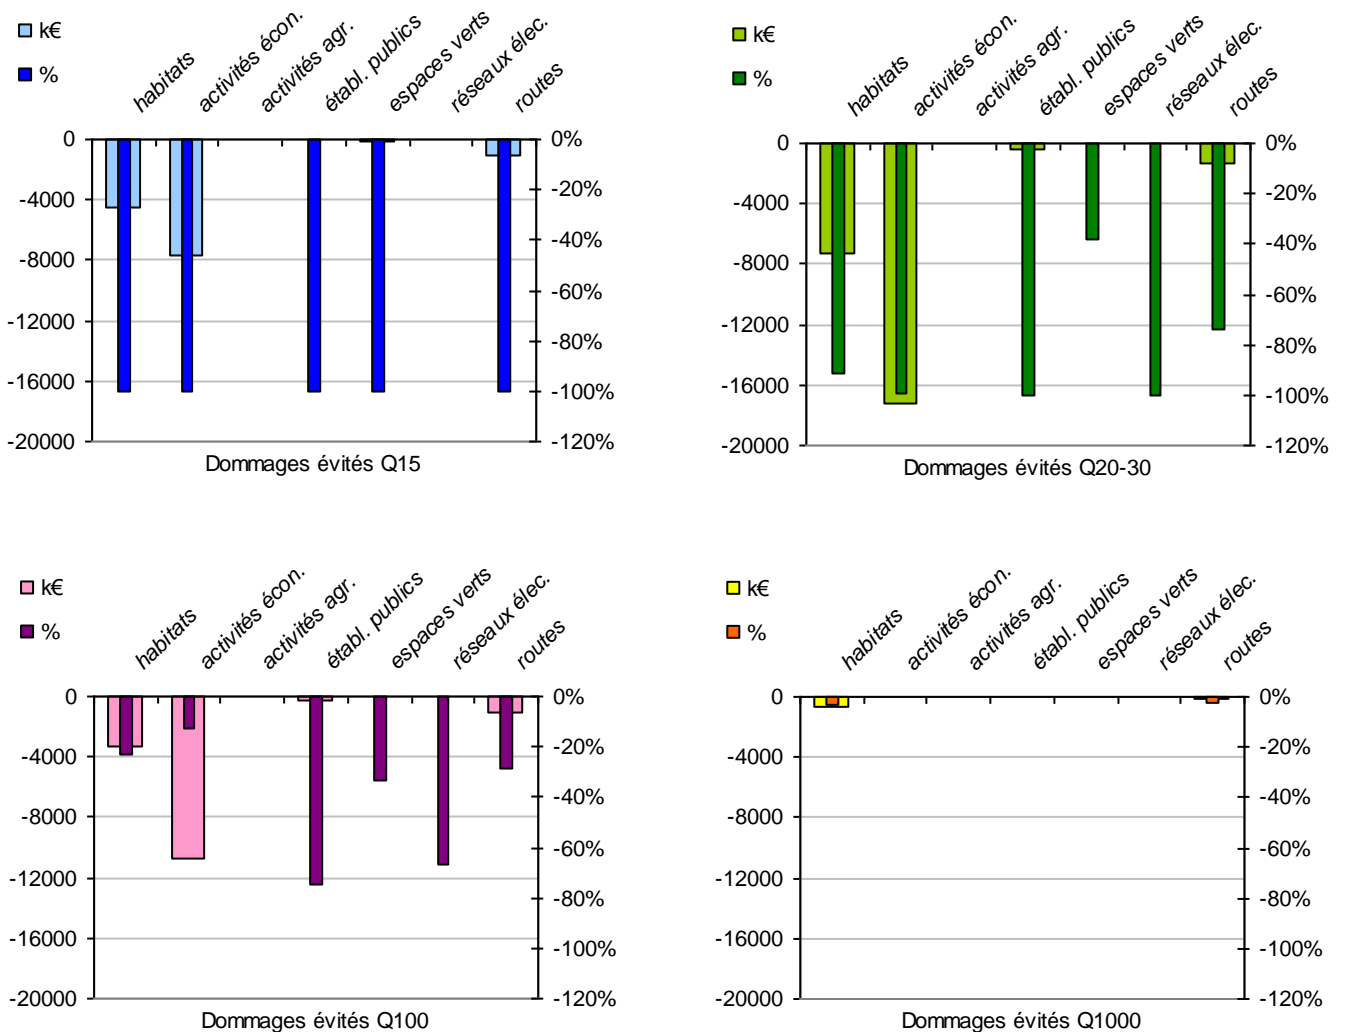 k€
%
habitats
activités écon.
activités agr.
établ. publics
espaces verts
réseaux élec.
routes
0
-4000
-8000
-12000
-16000
-20000
0%
-20%
-40%
-60%
-80%
-100%
-120%
Dommages évités Q15
k€
%
habitats
activités écon.
activités agr.
établ. publics
espaces verts
réseaux élec.
routes
0
-4000
-8000
-12000
-16000
-20000
0%
-20%
-40%
-60%
-80%
-100%
-120%
Dommages évités Q20-30
k€
%
habitats
activités écon.
activités agr.
établ. publics
espaces verts
réseaux élec.
routes
0
-4000
-8000
-12000
-16000
-20000
0%
-20%
-40%
-60%
-80%
-100%
-120%
Dommages évités Q100
k€
%
habitats
activités écon.
activités agr.
établ. publics
espaces verts
réseaux élec.
routes
0
-4000
-8000
-12000
-16000
-20000
0%
-20%
-40%
-60%
-80%
-100%
-120%
Dommages évités Q1000